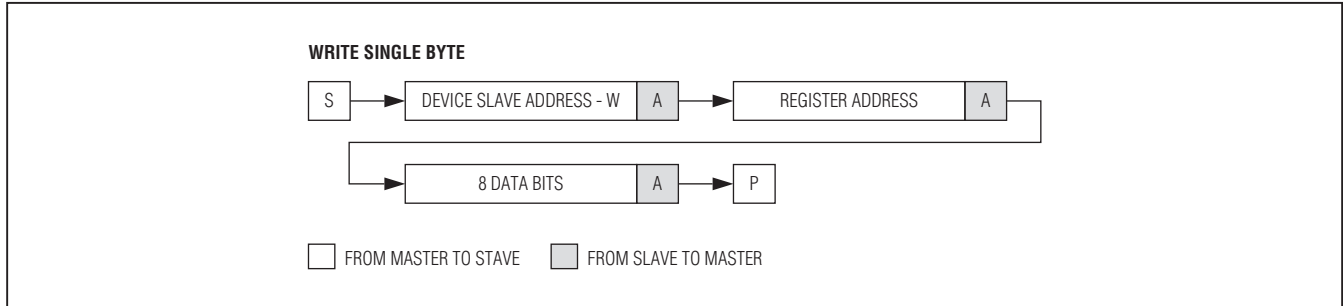 WRITE SINGLE BYTE
S DEVICE SLAVE ADDRESS - W A REGISTER ADDRESS A
8 DATA BITS A P
FROM MASTER TO STAVE FROM SLAVE TO MASTER